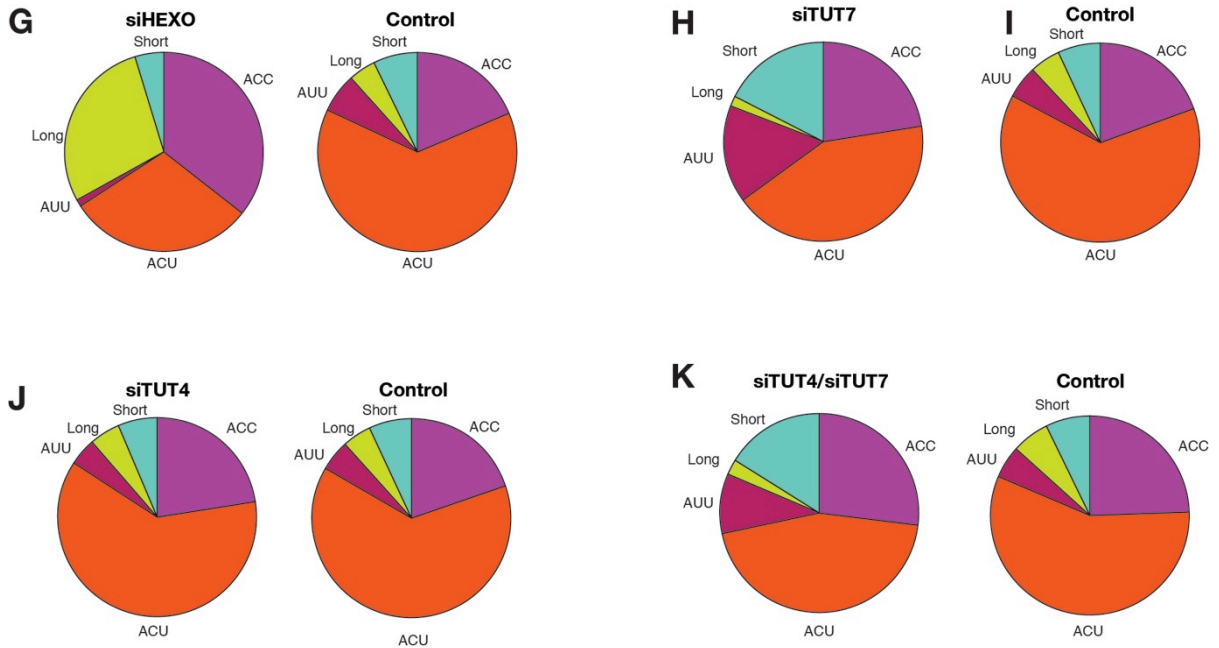 G
siHEXO
Short
ACC
Long
AUU
ACU
Control
Short
Long
ACC
AUU
ACU
H
siTUT7
Short
ACC
Long
AUU
ACU
I
Control
Short
Long
ACC
AUU
ACU
J
siTUT4
Short
Long
ACC
AUU
ACU
Control
Short
Long
ACC
AUU
ACU
K
siTUT4/siTUT7
Short
ACC
Long
AUU
ACU
Control
Short
Long
ACC
AUU
ACU